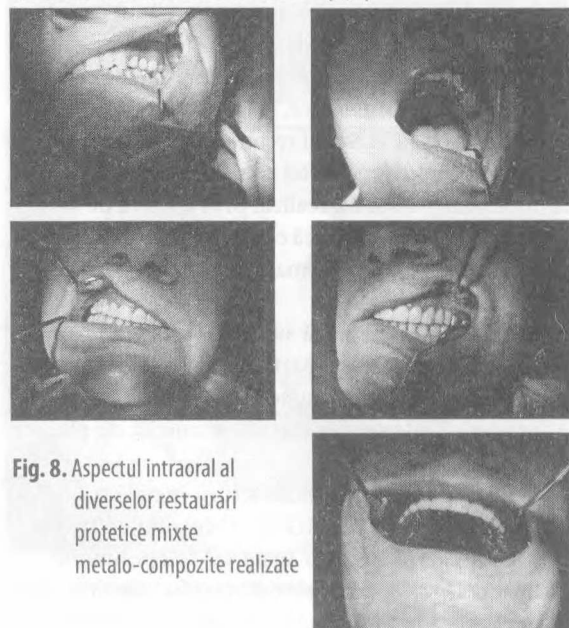 Fig. 8. Aspectul intraoral al
diverselor restaurări
protetice mixte
metalo-compozite realizate